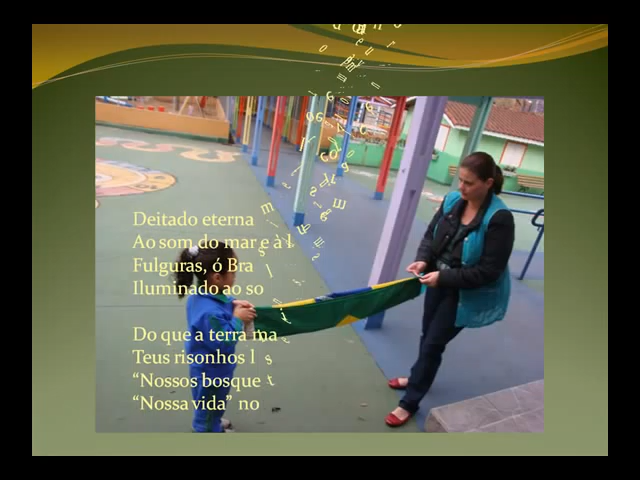 Deitado eterna
Ao som do mar e à l
Fulguras, ó Bra
Iluminado ao so
Do que a terra ma
Teus risonhos l
“Nossos bosque
“Nossa vida” no